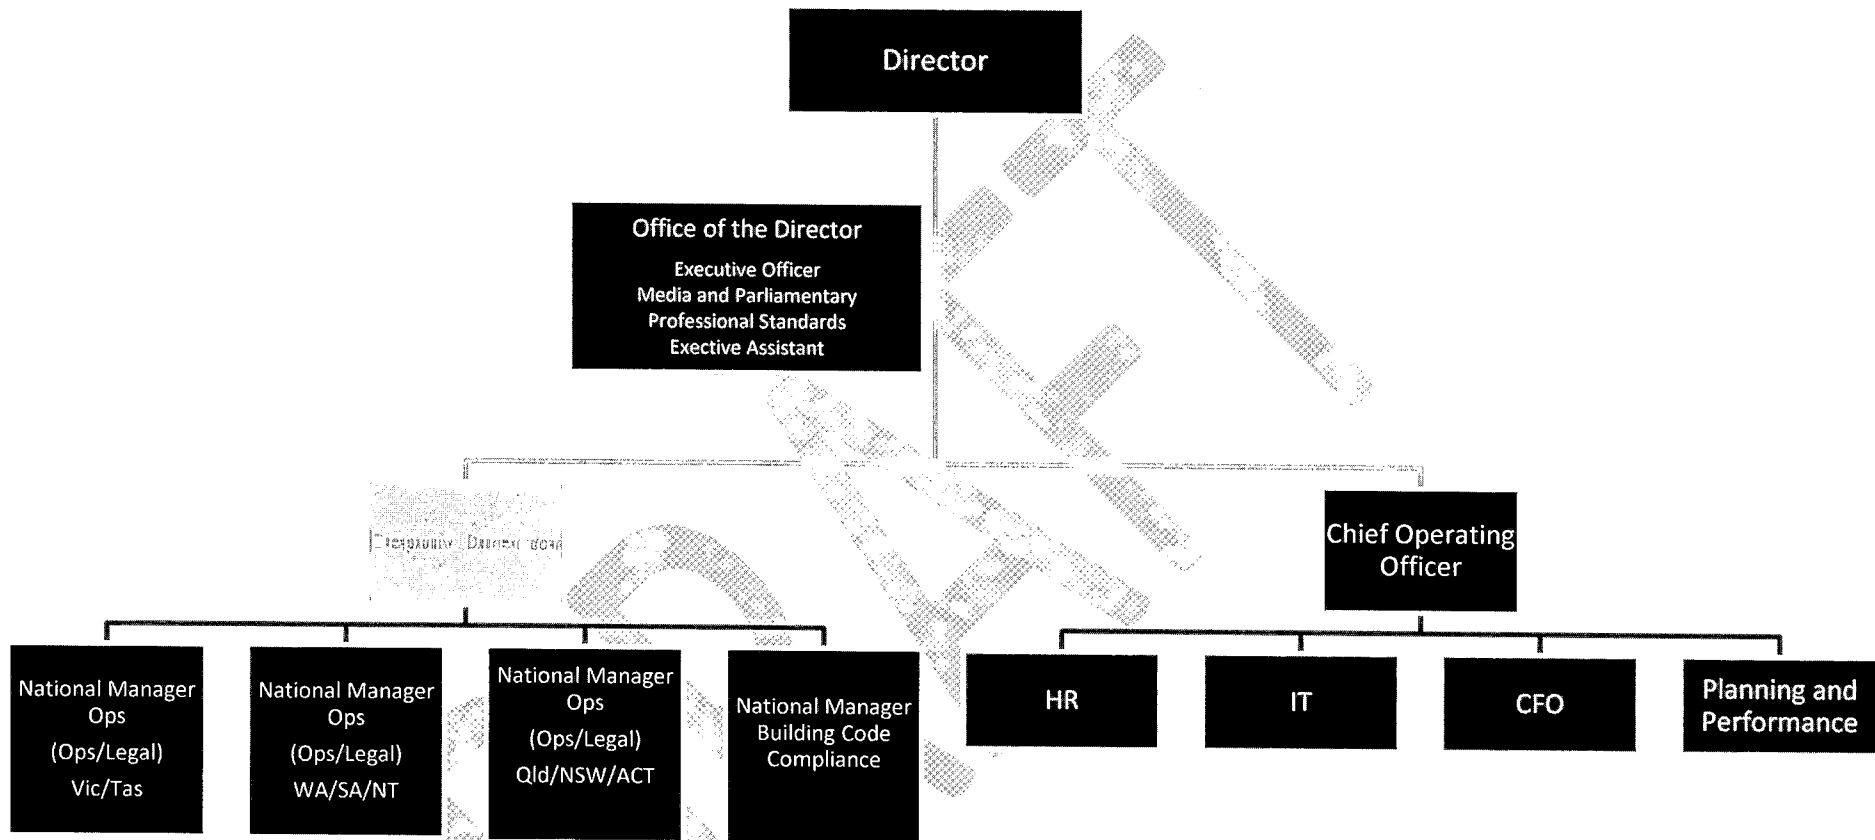 Director
Office of the Director
Executive Officer
Media and Parliamentary
Professional Standards
Exective Assistant
Chief Operating
Officer
National Manager
Ops
(Ops/Legal)
Vic/Tas
National Manager
Ops
(Ops/Legal)
WA/SA/NT
National Manager
Ops
(Ops/Legal)
Qld/NSW/ACT
National Manager
Building Code
Compliance
HR
IT
CFO
Planning and
Performance
DRAFT